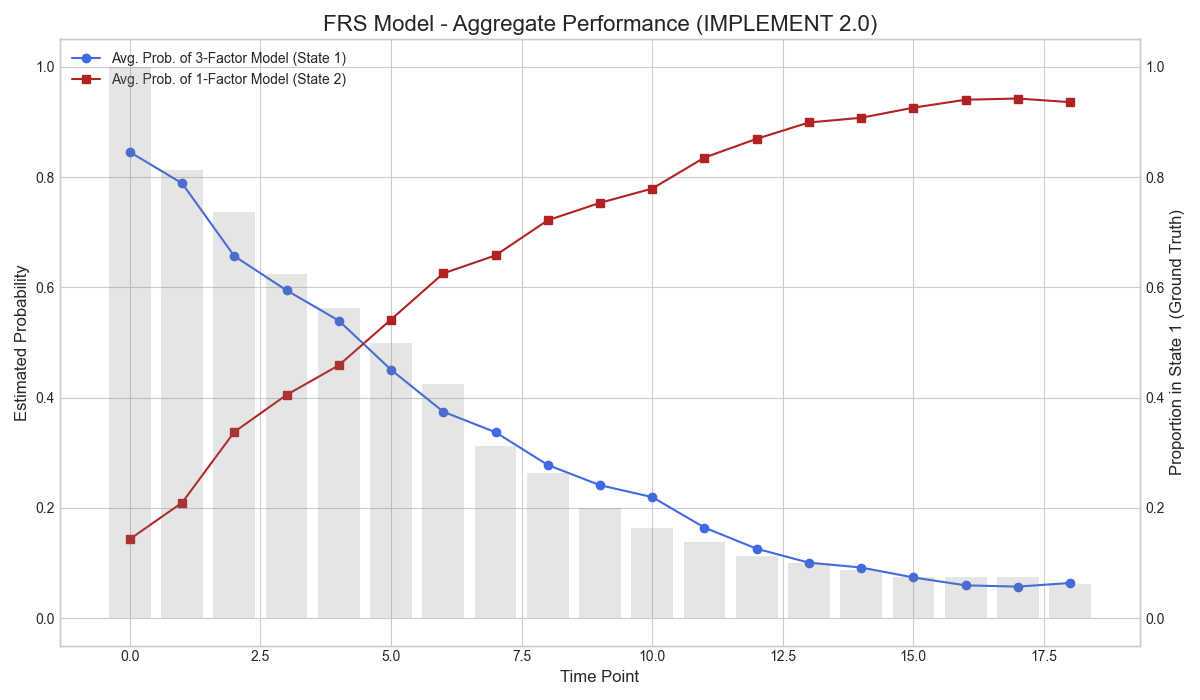 FRS Model - Aggregate Performance (IMPLEMENT 2.0)
Avg. Prob. of 3-Factor Model (State 1)
Avg. Prob. of 1-Factor Model (State 2)
Estimated Probability
1.0
0.8
0.6
0.4
0.2
0.0
1.0
0.8
0.6
0.4
0.2
0.0
Proportion in State 1 (Ground Truth)
0.0 2.5 5.0 7.5 10.0 12.5 15.0 17.5
Time Point